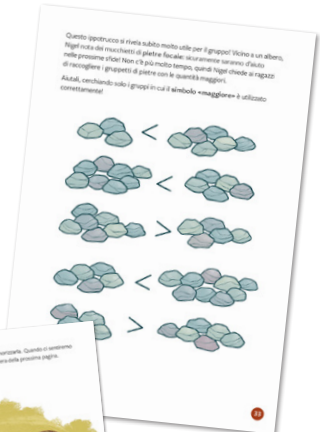 Questo ippotrucco si rivela subito molto utile per il gruppo! Vicino a un albero,
Nigel nota dei mucchietti di pietre focaie: sicuramente saranno d'aiuto
nelle prossime sfide! Non c'è più molto tempo, quindi Nigel chiede ai ragazzi
di raccogliere i gruppetti di pietre con le quantità maggiori.
Aiutali, cerchiando solo i gruppi in cui il simbolo «maggiore» è utilizzato
correttamente!
<
<
>
<
>
Quando ci
della prossima pagina.
33